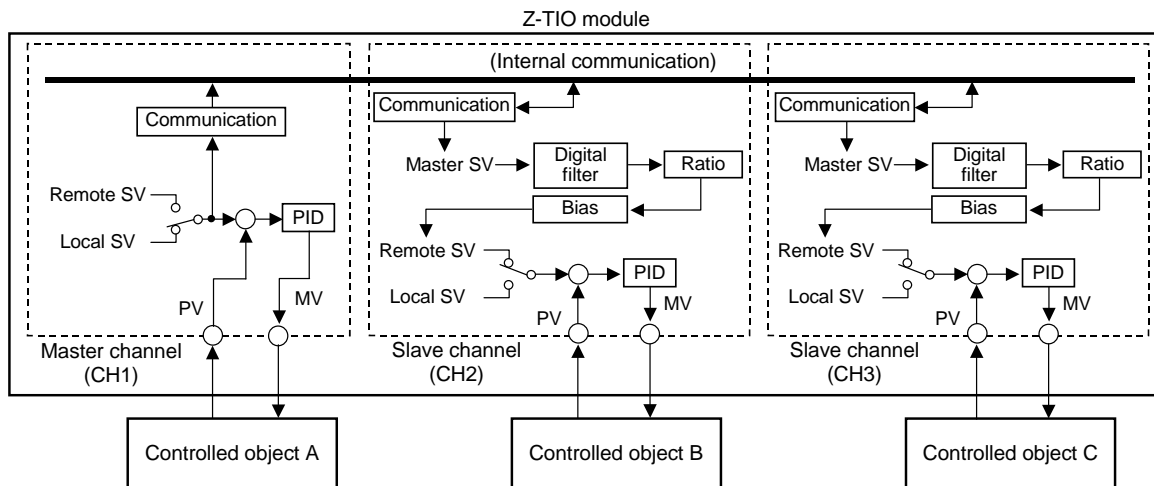 Z-TIO module
(Internal communication)
Communication
Remote SV
Local SV
PID
PV
MV
Master channel
(CH1)
Communication
Master SV
Digital
filter
Ratio
Bias
Remote SV
Local SV
PID
PV
MV
Slave channel
(CH2)
Communication
Master SV
Digital
filter
Ratio
Bias
Remote SV
Local SV
PID
PV
MV
Slave channel
(CH3)
Controlled object A
Controlled object B
Controlled object C